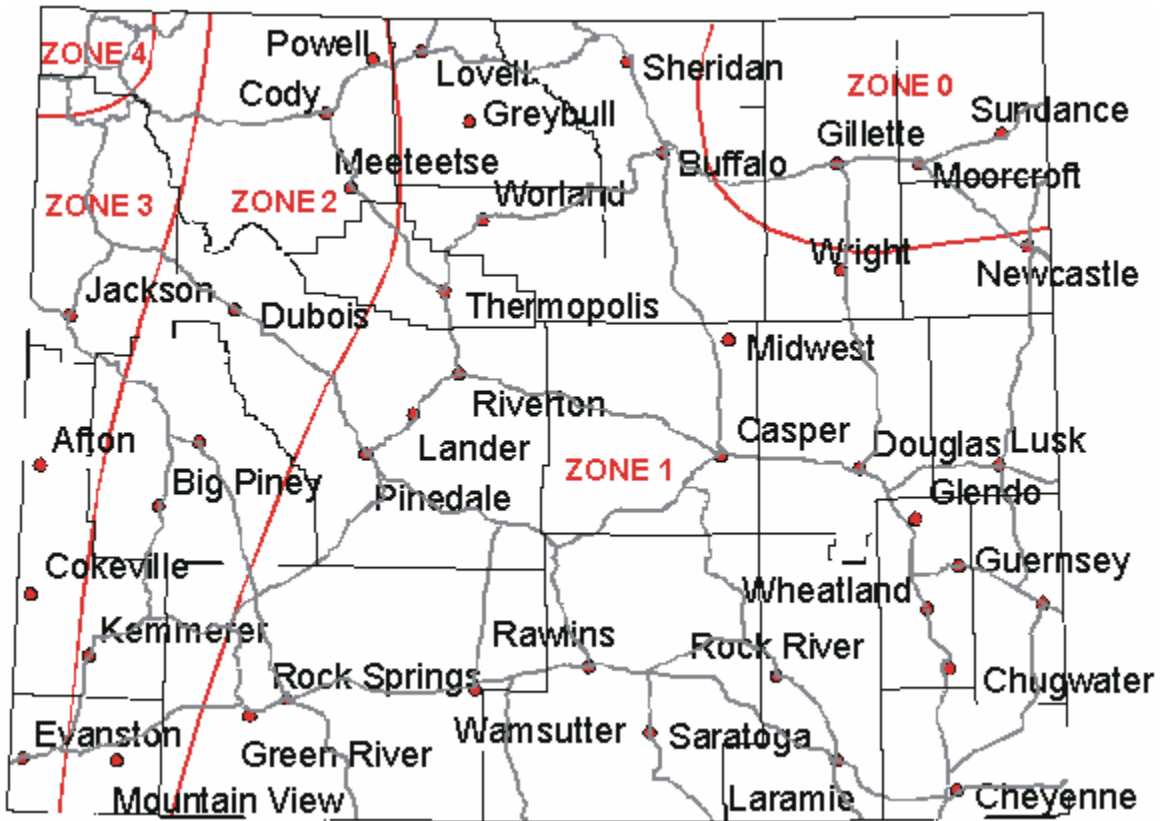 Powell
ZONE 4
Lovell
Sheridan
Cody
ZONE 0
Greybull
Sundance
Gillette
Meeteetse
Buffalo
Moorcroft
ZONE 3
ZONE 2
Worland
Wright
Newcastle
Jackson
Thermopolis
Dubois
Midwest
Riverton
Afton
Lander
Casper
Douglas
Lusk
ZONE 1
Big Piney
Pinedale
Glendo
Cokeville
Guernsey
Wheatland
Kemmerer
Rawlins
Rock River
Rock Springs
Chugwater
Evanston
Wamsutter
Saratoga
Green River
Mountain View
Laramie
Cheyenne